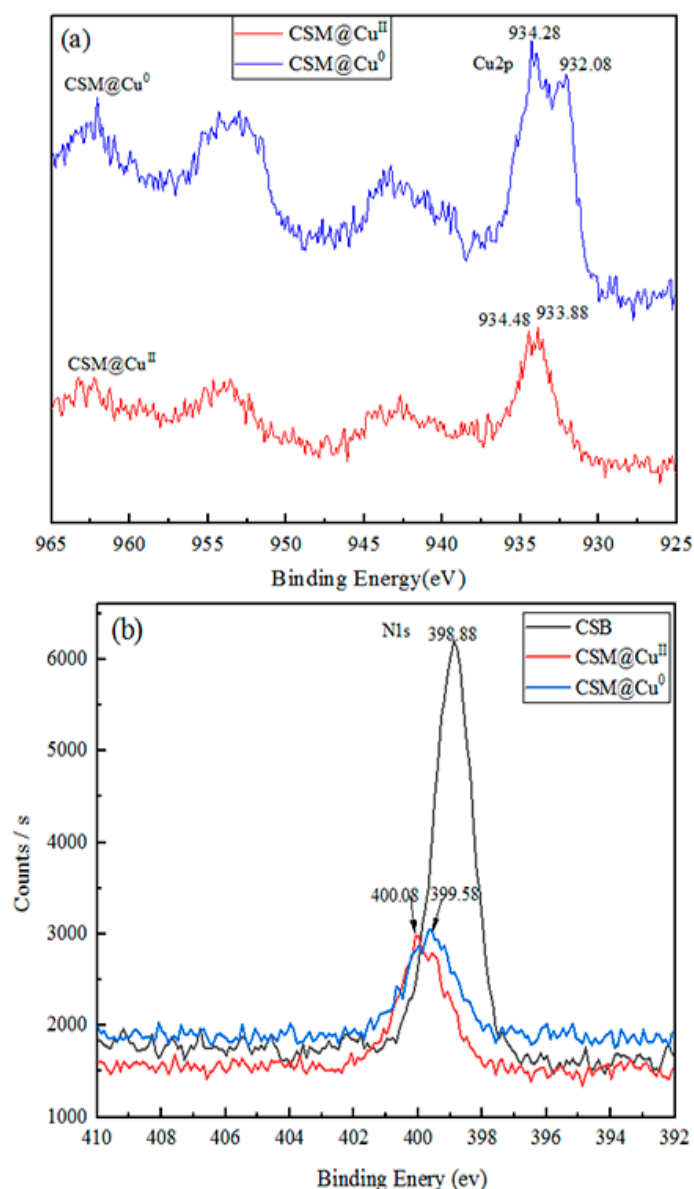 (a)
CSM@Cuᴵᴵ
CSM@Cu⁰
934.28
Cu2p
932.08
CSM@Cu⁰
934.48
933.88
CSM@Cuᴵᴵ
965 960 955 950 945 940 935 930 925
Binding Energy(eV)
(b)
N1s
398.88
CSB
CSM@Cuᴵᴵ
CSM@Cu⁰
6000
5000
4000
3000
2000
1000
Counts / s
400.08
399.58
410 408 406 404 402 400 398 396 394 392
Binding Enery (ev)